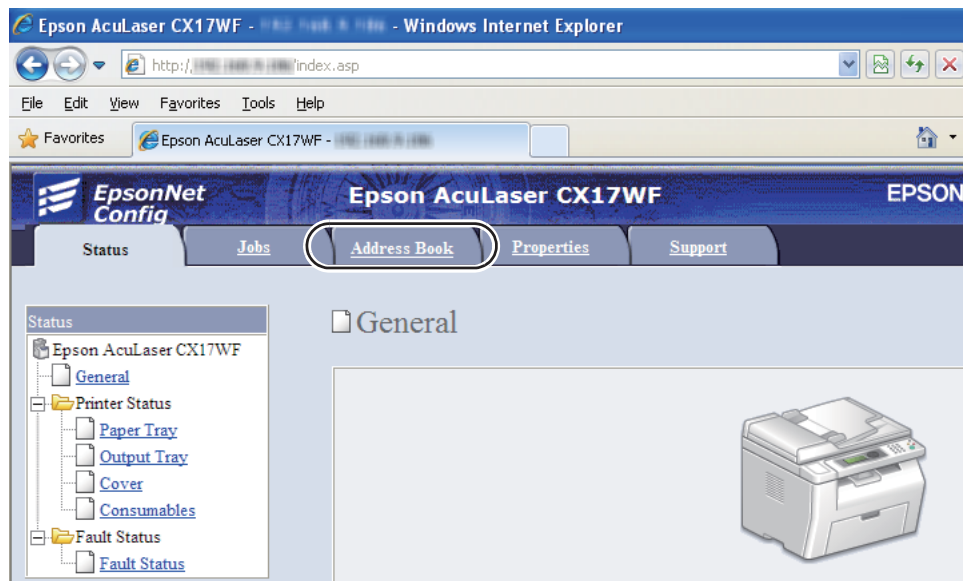 Epson AcuLaser CX17WF - - Windows Internet Explorer
http:/ /index.asp
File Edit View Favorites Tools Help
Favorites Epson AcuLaser CX17WF -
EpsonNet Config Epson AcuLaser CX17WF EPSON
Status Jobs Address Book Properties Support
Status
General
Epson AcuLaser CX17WF
General
Printer Status
Paper Tray
Output Tray
Cover
Consumables
Fault Status
Fault Status